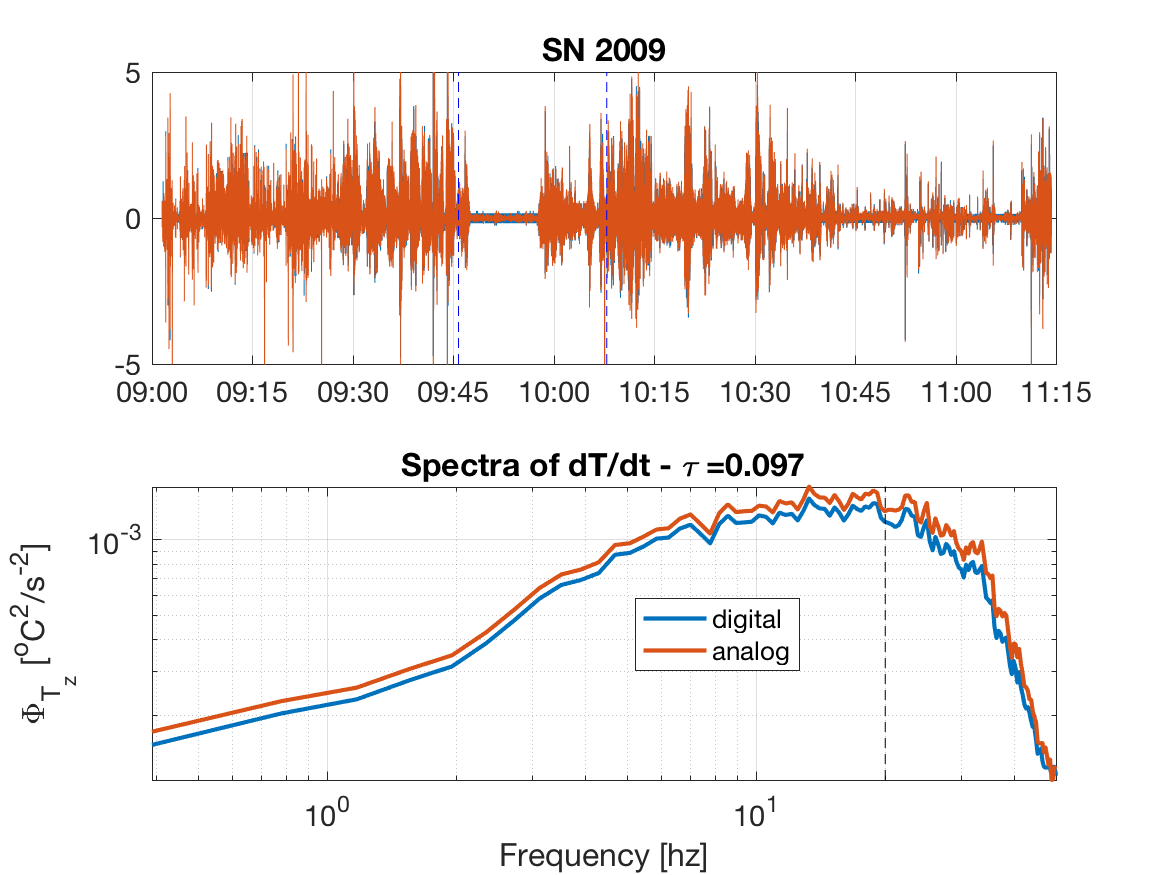 SN 2009
5
0
-5
09:00 09:15 09:30 09:45 10:00 10:15 10:30 10:45 11:00 11:15
Spectra of dT/dt - τ =0.097
10^-3
Φ_T_z [^oC^2/s^-2]
digital
analog
10^0 10^1
Frequency [hz]